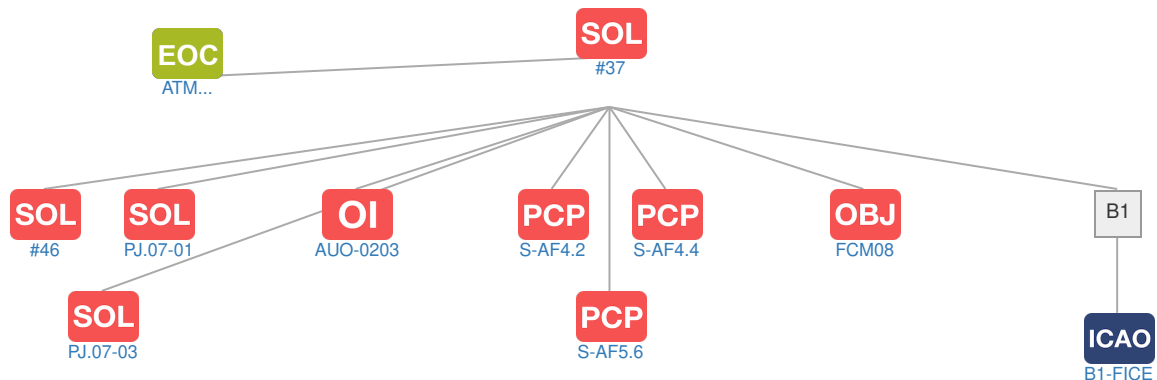 EOC
ATM...
SOL
#37
SOL
#46
SOL
PJ.07-01
OI
AUO-0203
PCP
S-AF4.2
PCP
S-AF4.4
OBJ
FCM08
B1
SOL
PJ.07-03
PCP
S-AF5.6
ICAO
B1-FICE